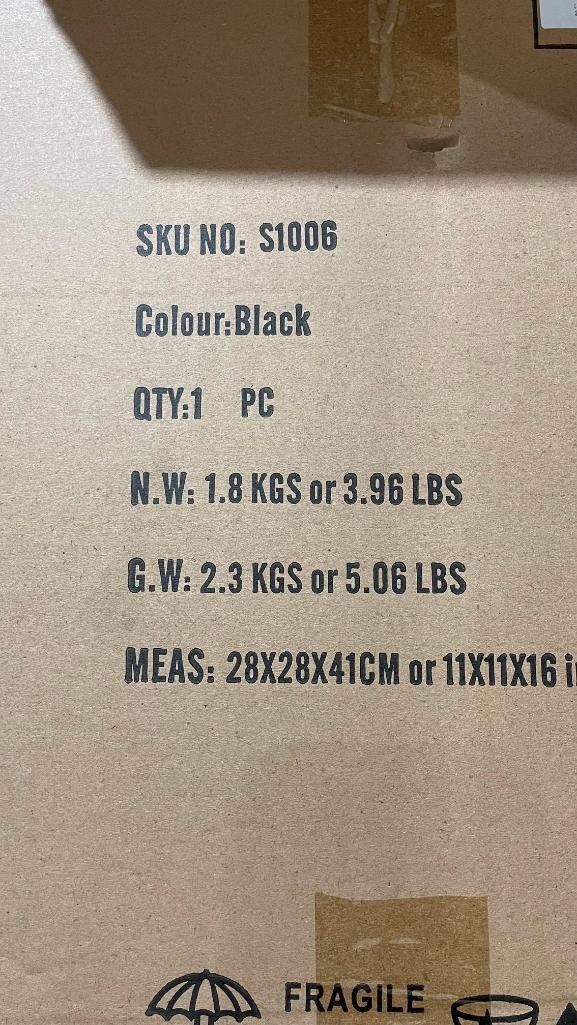 SKU NO: S1006
Colour:Black
QTY:1 PC
N.W: 1.8 KGS or 3.96 LBS
G.W: 2.3 KGS or 5.06 LBS
MEAS: 28X28X41CM or 11X11X16
FRAGILE